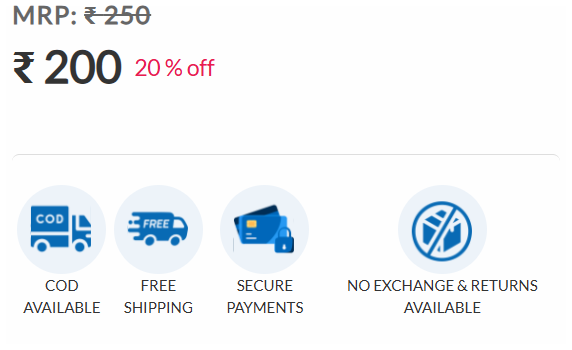 MRP: ₹ 250
₹ 200 20 % off
COD
FREE
COD AVAILABLE
FREE SHIPPING
SECURE PAYMENTS
NO EXCHANGE & RETURNS AVAILABLE